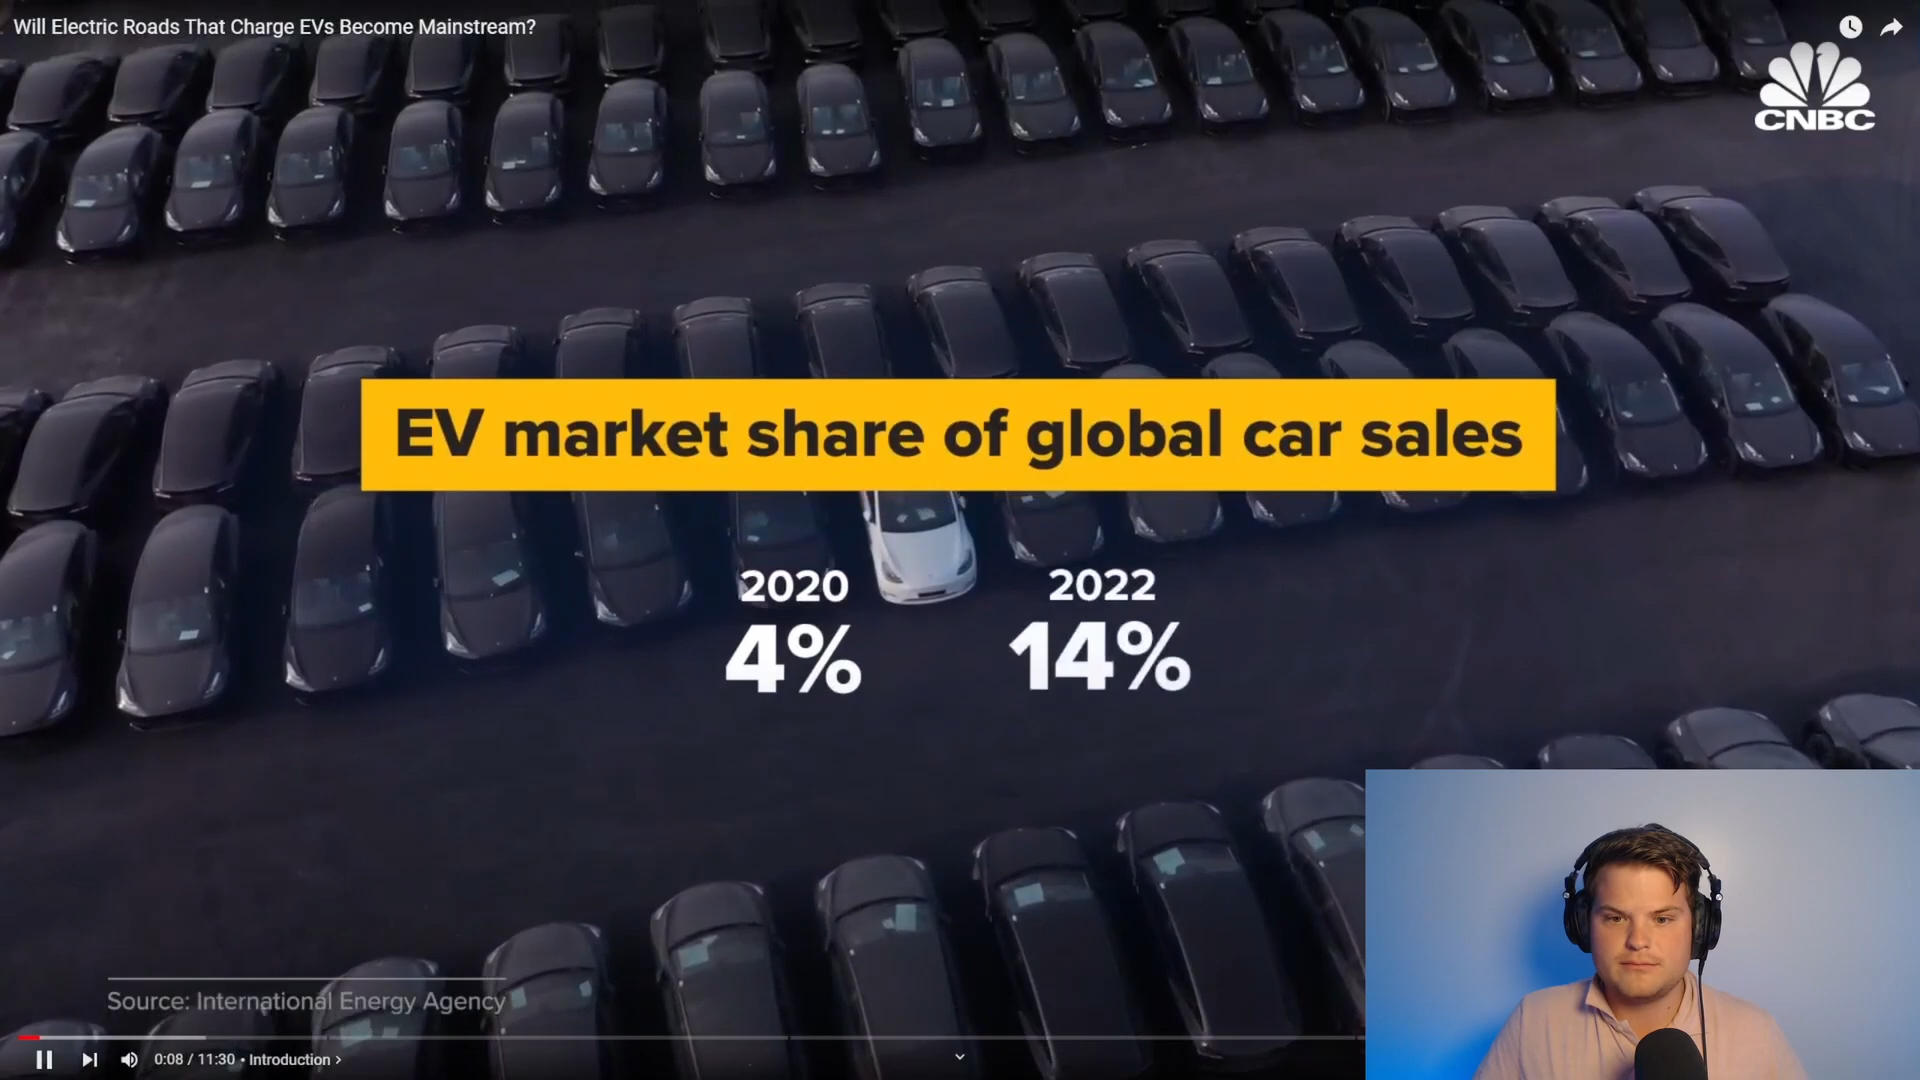 Will Electric Roads That Charge EVs Become Mainstream?
CNBC
EV market share of global car sales
2020 2022
4% 14%
Source: International Energy Agency
0:08 / 11:30 • Introduction ›